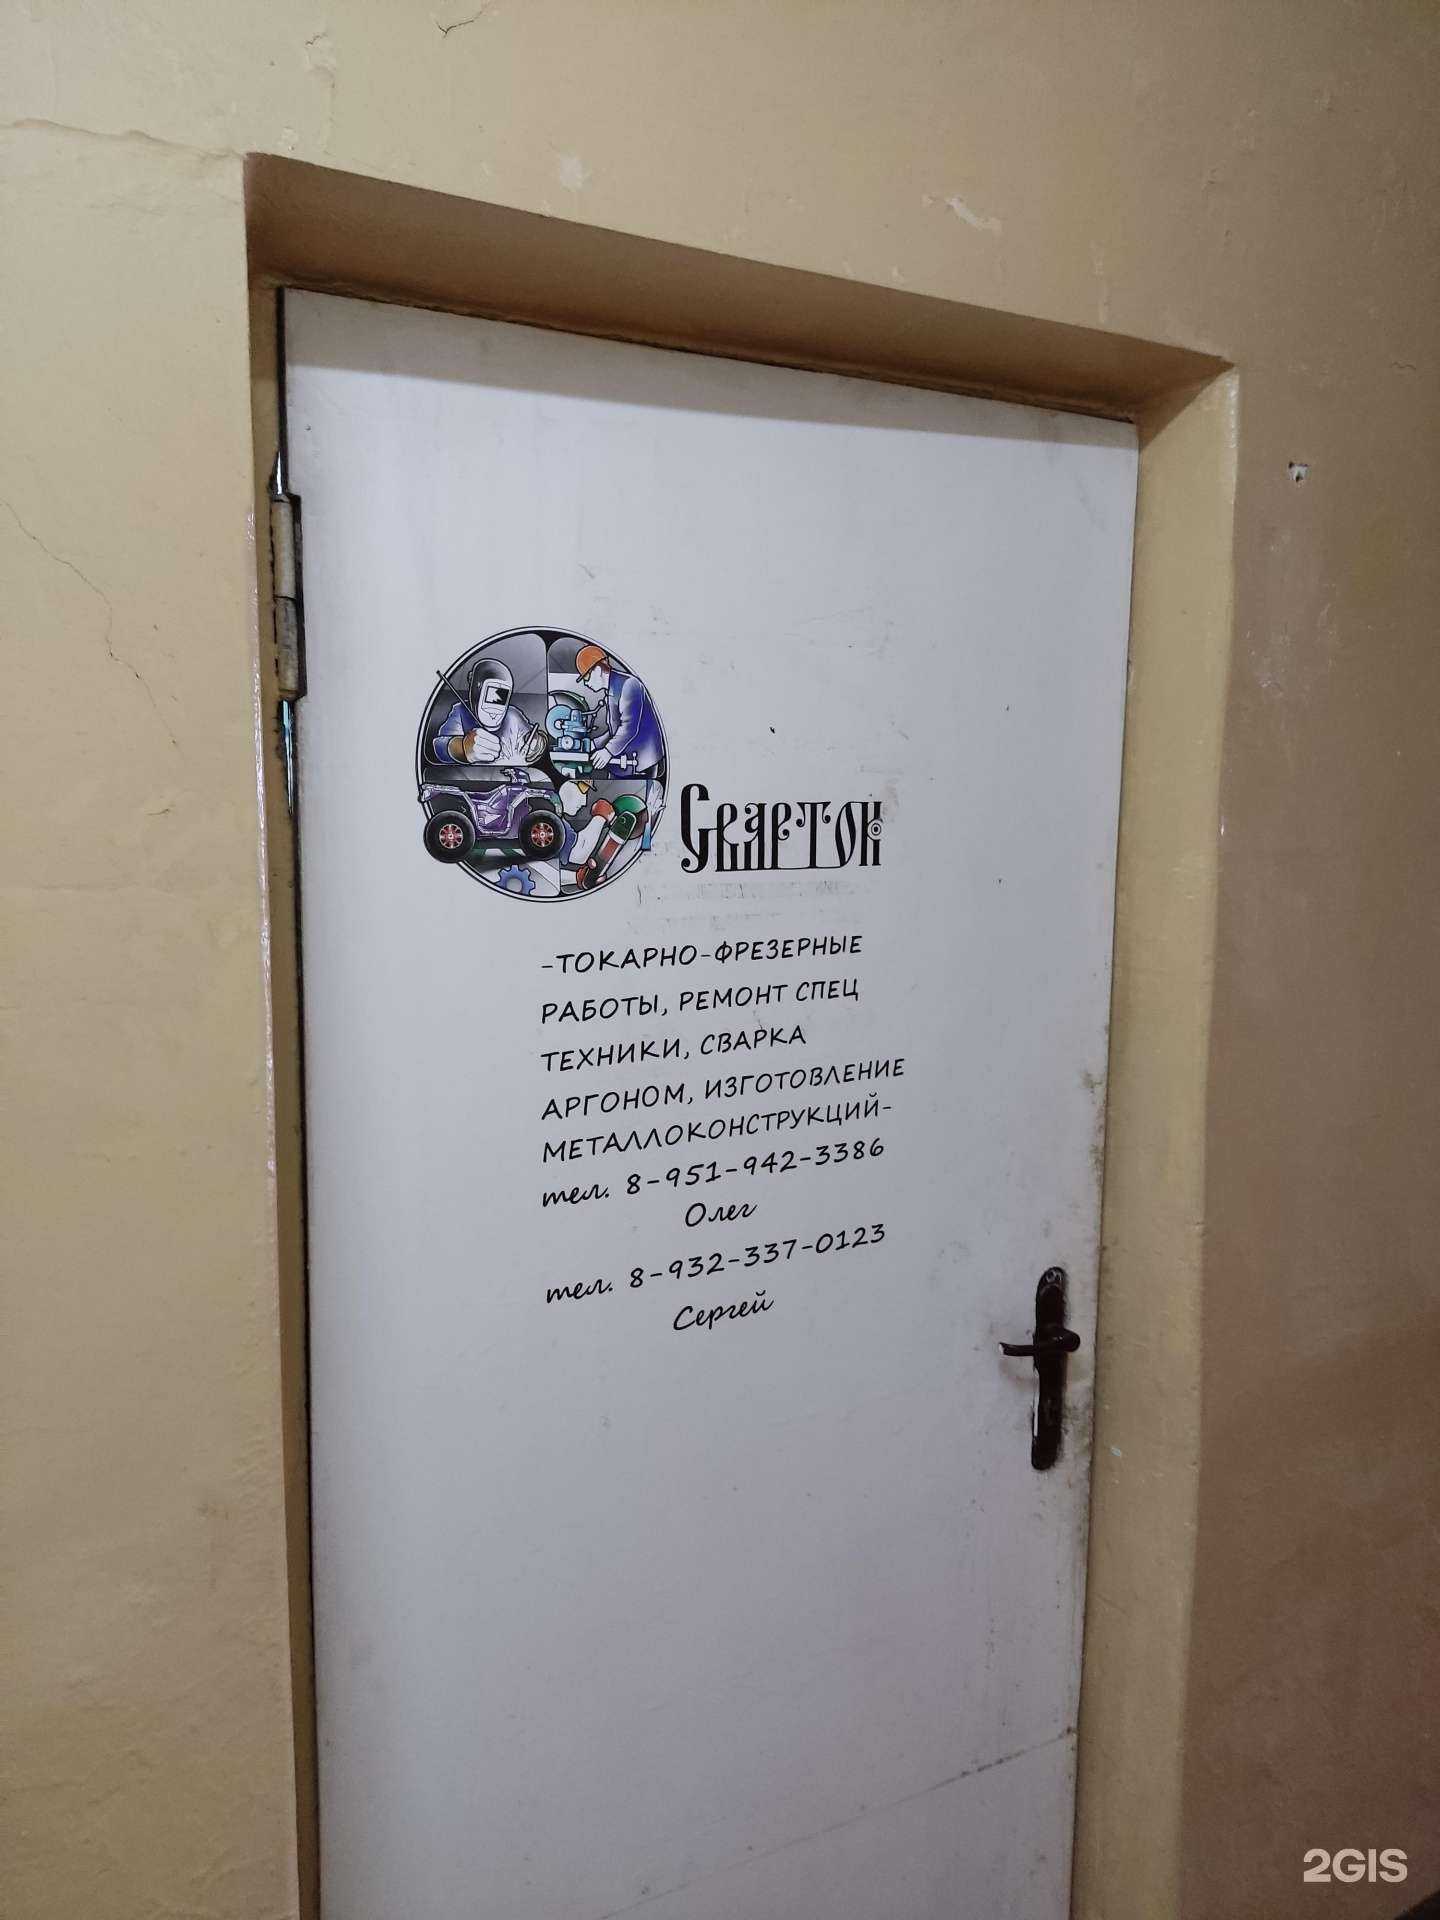 Сварток
-ТОКАРНО-ФРЕЗЕРНЫЕ
РАБОТЫ, РЕМОНТ СПЕЦ
ТЕХНИКИ, СВАРКА
АРГОНОМ, ИЗГОТОВЛЕНИЕ
МЕТАЛЛОКОНСТРУКЦИЙ-
тел. 8-951-942-3386
Олег
тел. 8-932-337-0123
Сергей
2GIS